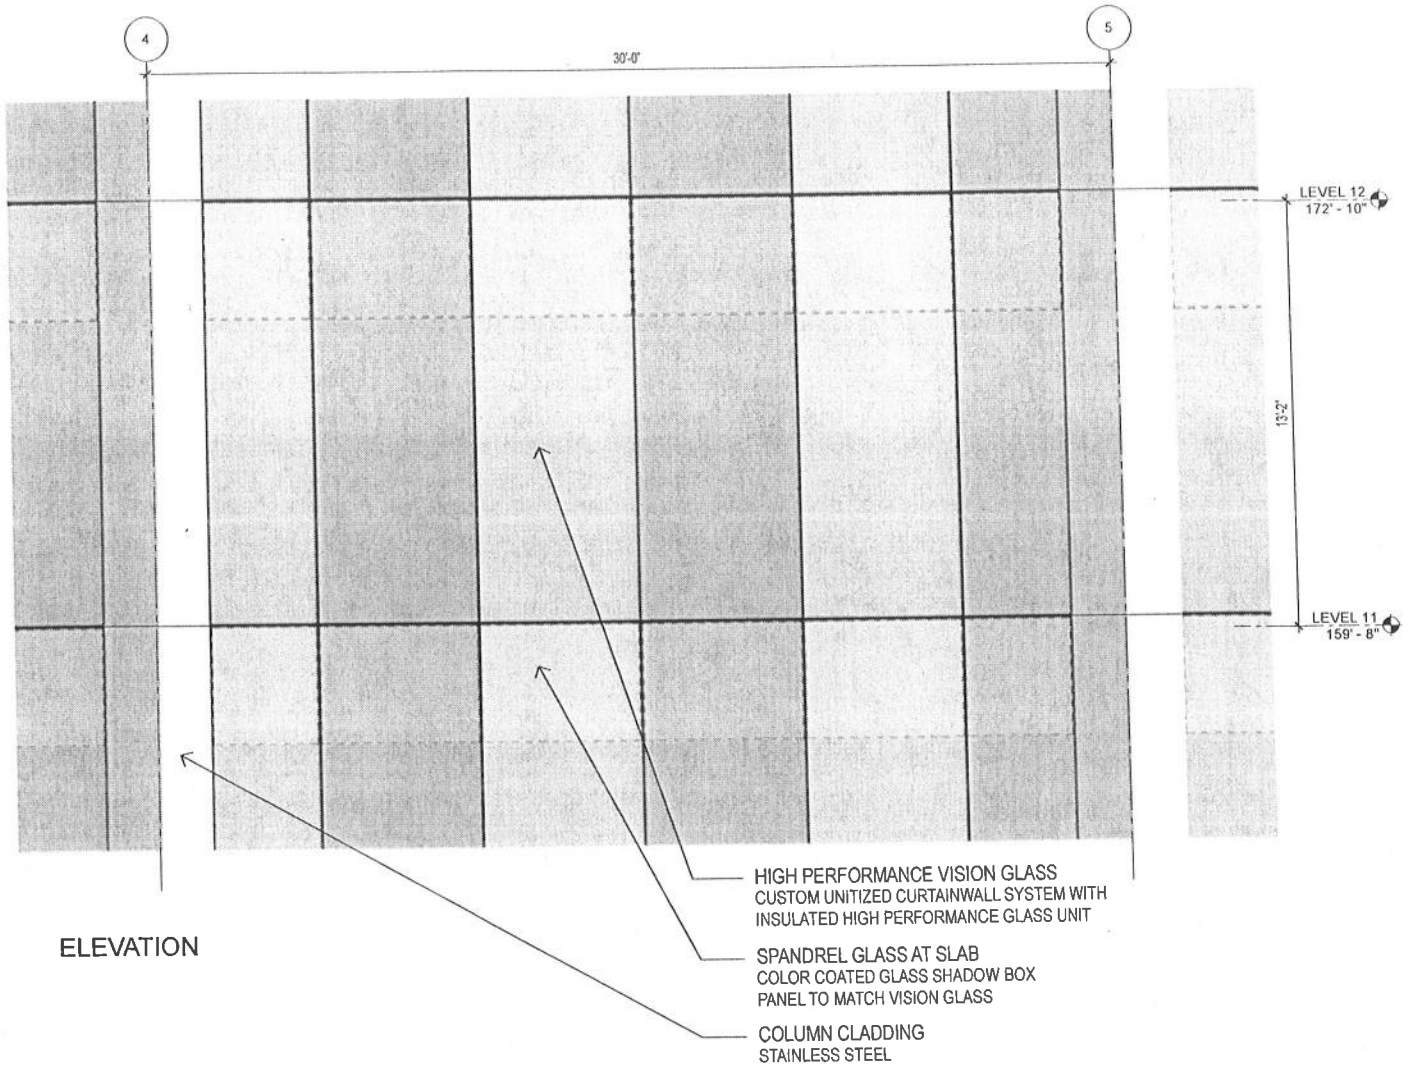 4
5
30'-0"
LEVEL 12
172' - 10"
13'-2"
LEVEL 11
159' - 8"
HIGH PERFORMANCE VISION GLASS
CUSTOM UNITIZED CURTAINWALL SYSTEM WITH
INSULATED HIGH PERFORMANCE GLASS UNIT
ELEVATION
SPANDREL GLASS AT SLAB
COLOR COATED GLASS SHADOW BOX
PANEL TO MATCH VISION GLASS
COLUMN CLADDING
STAINLESS STEEL